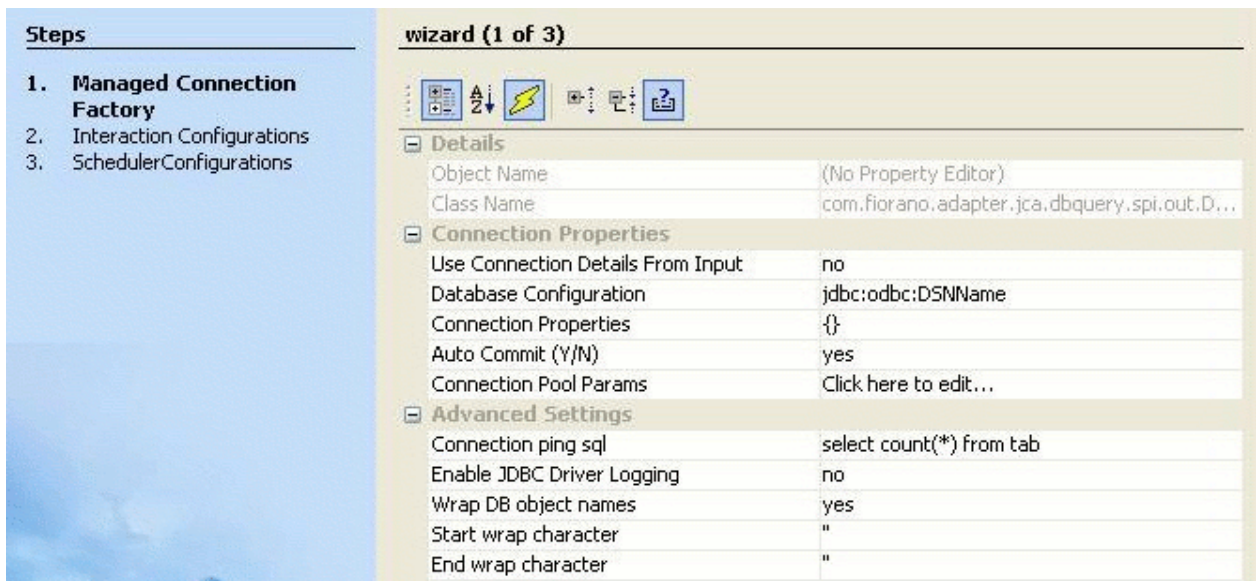 Steps
1. Managed Connection
Factory
2. Interaction Configurations
3. SchedulerConfigurations
wizard (1 of 3)
Details
Object Name (No Property Editor)
Class Name com.fiorano.adapter.jca.dbquery.spi.out.D...
Connection Properties
Use Connection Details From Input no
Database Configuration jdbc:odbc:DSNName
Connection Properties {}
Auto Commit (Y/N) yes
Connection Pool Params Click here to edit...
Advanced Settings
Connection ping sql select count(*) from tab
Enable JDBC Driver Logging no
Wrap DB object names yes
Start wrap character "
End wrap character "